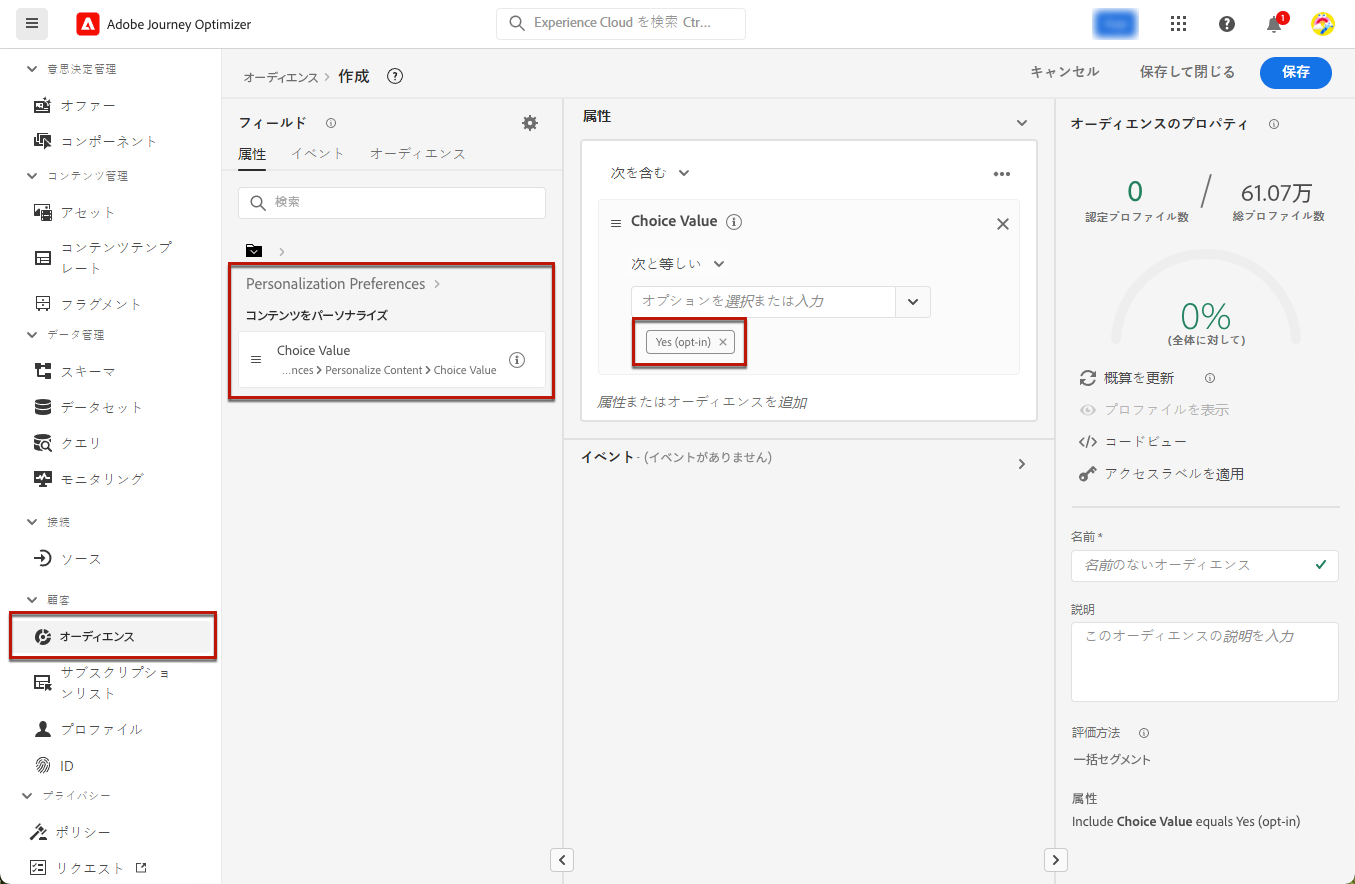 Adobe Journey Optimizer
Experience Cloud を検索 Ctr...
1
意思決定管理
オファー
コンポーネント
コンテンツ管理
アセット
コンテンツテンプ
レート
フラグメント
データ管理
スキーマ
データセット
クエリ
モニタリング
接続
ソース
顧客
オーディエンス
サブスクリプショ
ンリスト
プロファイル
ID
プライバシー
ポリシー
リクエスト
オーディエンス > 作成
キャンセル
保存して閉じる
保存
フィールド
属性 イベント オーディエンス
検索
Personalization Preferences >
コンテンツをパーソナライズ
Choice Value
...nces > Personalize Content > Choice Value
属性
次を含む
Choice Value
次と等しい
オプションを選択または入力
Yes (opt-in)
属性またはオーディエンスを追加
イベント - (イベントがありません)
オーディエンスのプロパティ
0 / 61.07万
認定プロファイル数 総プロファイル数
0%
(全体に対して)
概算を更新
プロファイルを表示
コードビュー
アクセスラベルを適用
名前 *
名前のないオーディエンス
説明
このオーディエンスの説明を入力
評価方法
一括セグメント
属性
Include Choice Value equals Yes (opt-in)